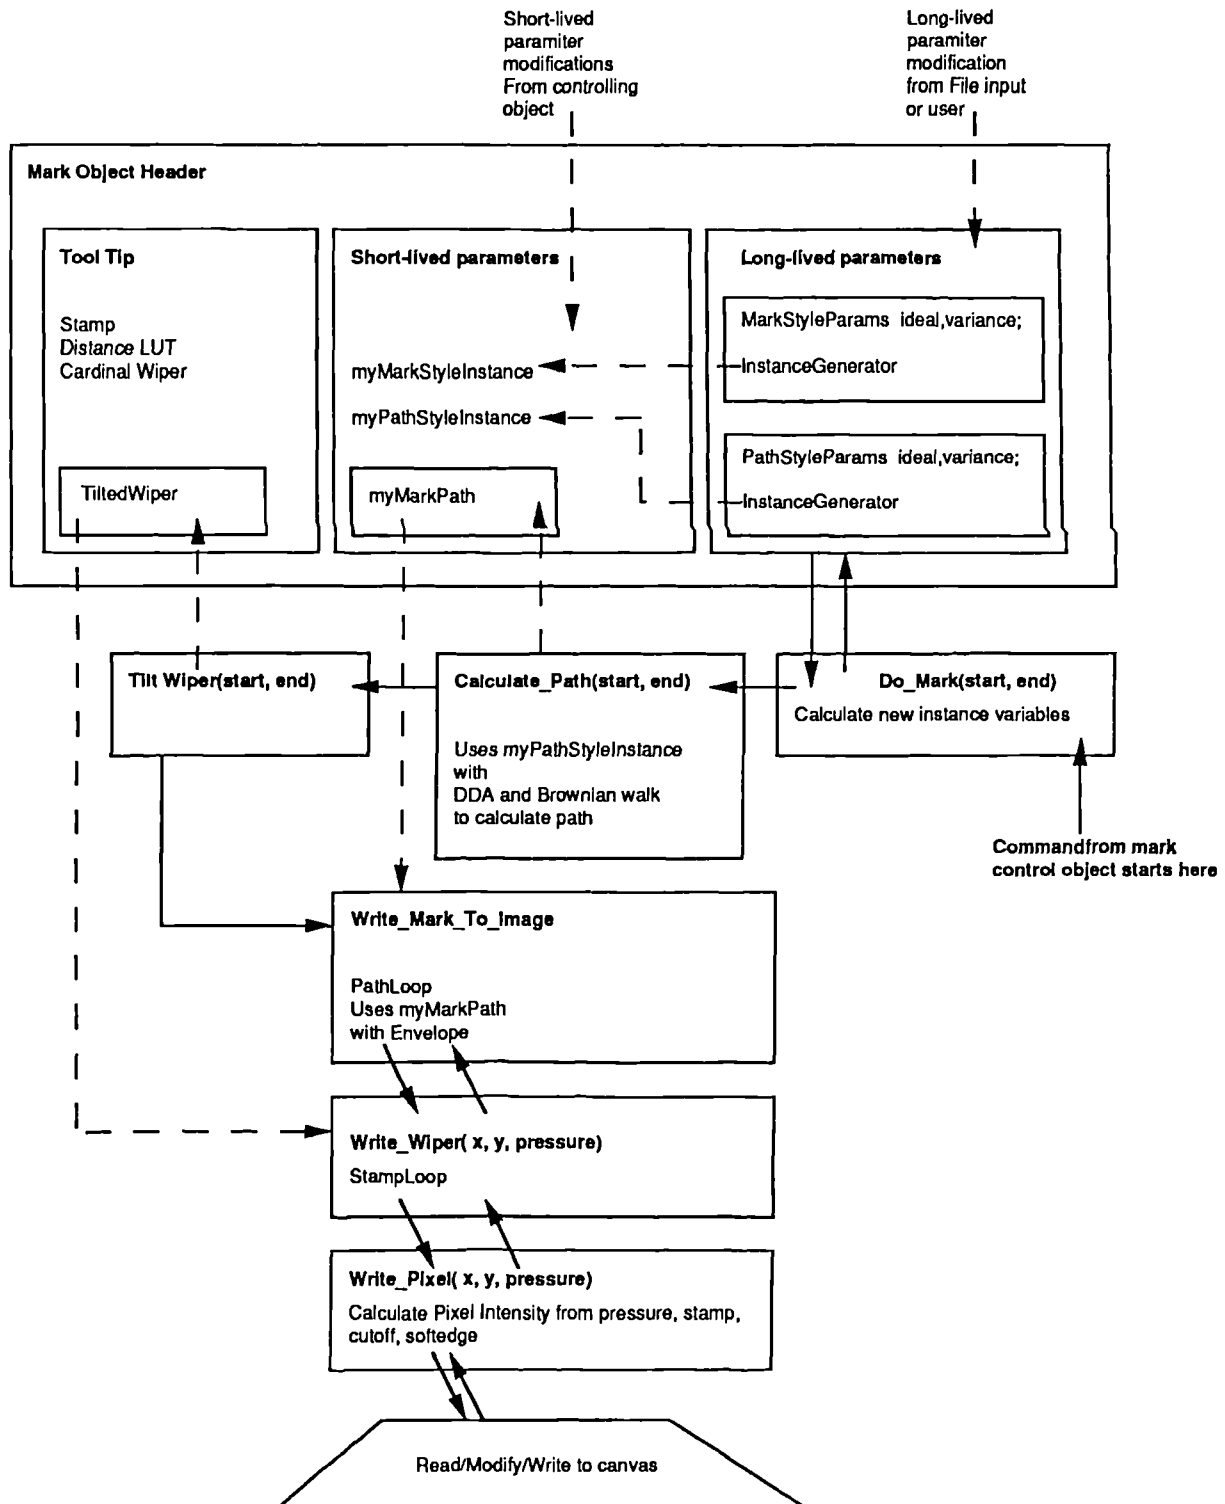 Short-lived
paramiter
modifications
From controlling
object
Long-lived
paramiter
modification
from File input
or user
Mark Object Header
Tool Tip
Stamp
Distance LUT
Cardinal Wiper
TiltedWiper
Short-lived parameters
myMarkStyleInstance
myPathStyleInstance
myMarkPath
Long-lived parameters
MarkStyleParams ideal,variance;
InstanceGenerator
PathStyleParams ideal,variance;
InstanceGenerator
Tilt Wiper(start, end)
Calculate_Path(start, end)
Uses myPathStyleInstance
with
DDA and Brownian walk
to calculate path
Do_Mark(start, end)
Calculate new instance variables
Commandfrom mark
control object starts here
Write_Mark_To_Image
PathLoop
Uses myMarkPath
with Envelope
Write_Wiper( x, y, pressure)
StampLoop
Write_Pixel( x, y, pressure)
Calculate Pixel Intensity from pressure, stamp,
cutoff, softedge
Read/Modify/Write to canvas